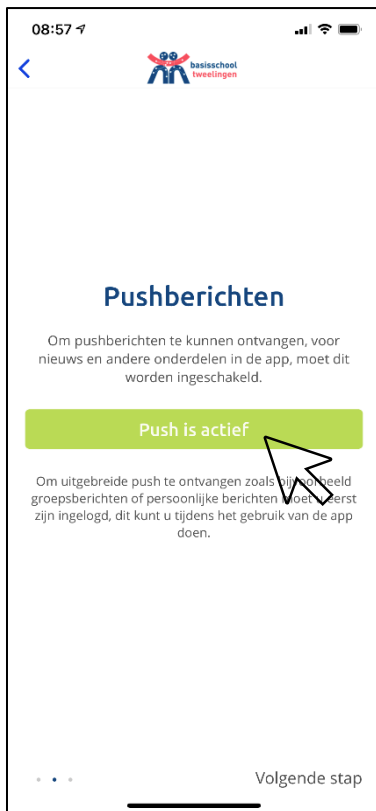 08:57
basisschool
tweelingen
Pushberichten
Om pushberichten te kunnen ontvangen, voor
nieuws en andere onderdelen in de app, moet dit
worden ingeschakeld.
Push is actief
Om uitgebreide push te ontvangen zoals bijvoorbeeld
groepsberichten of persoonlijke berichten moet u eerst
zijn ingelogd, dit kunt u tijdens het gebruik van de app
doen.
Volgende stap